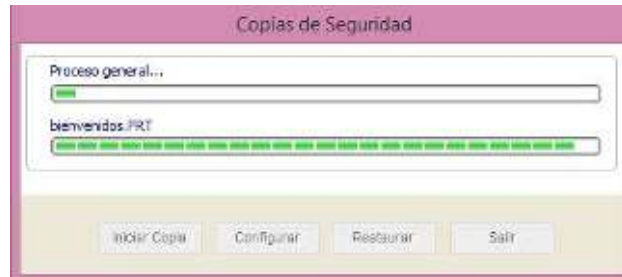 Copias de Seguridad
Proceso general...
bienvenidos.FRT
Iniciar Copia
Configurar
Restaurar
Salir